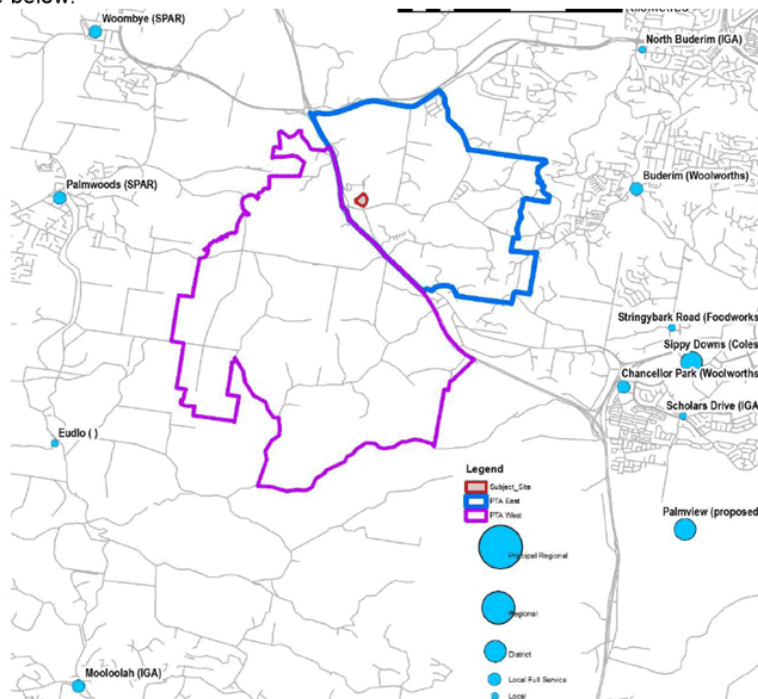 below.
Kilometres
Woombye (SPAR)
North Buderim (IGA)
Palmwoods (SPAR)
Buderim (Woolworths)
Stringybark Road (Foodworks
Sippy Downs (Coles
Chancellor Park (Woolworths
Scholars Drive (IGA
Eudlo ( )
Legend
Subject_Site
PTA East
PTA West
Palmview (proposed
Principal Regional
Regional
District
Local Full Service
Local
Mooloolah (IGA)